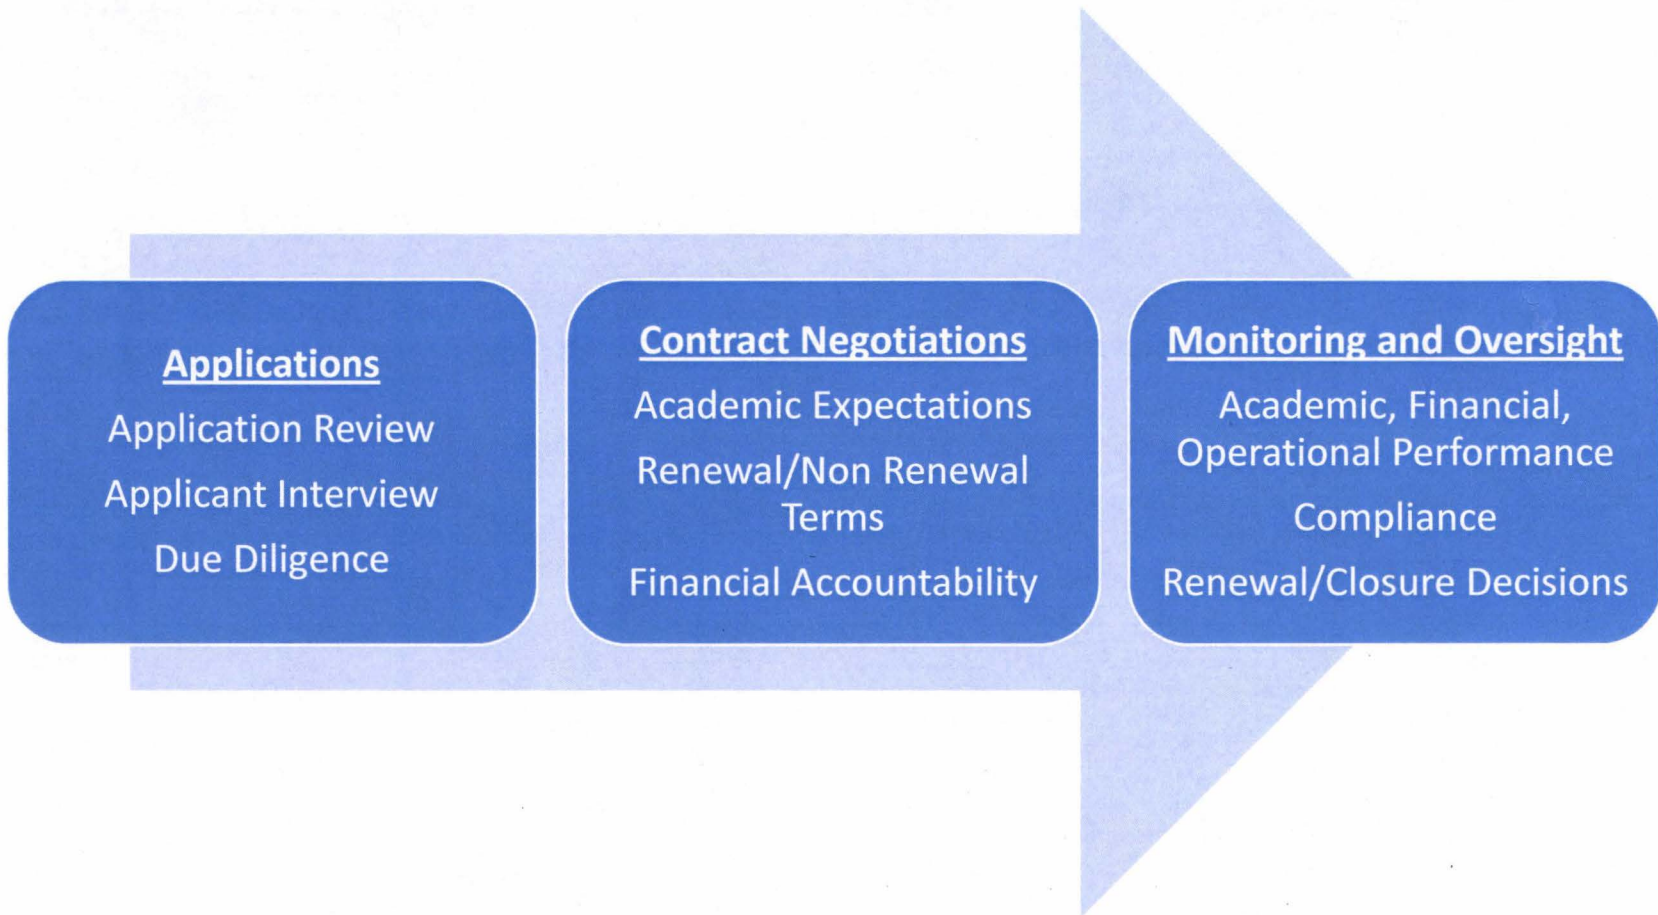 Applications
Application Review
Applicant Interview
Due Diligence
Contract Negotiations
Academic Expectations
Renewal/Non Renewal
Terms
Financial Accountability
Monitoring and Oversight
Academic, Financial,
Operational Performance
Compliance
Renewal/Closure Decisions